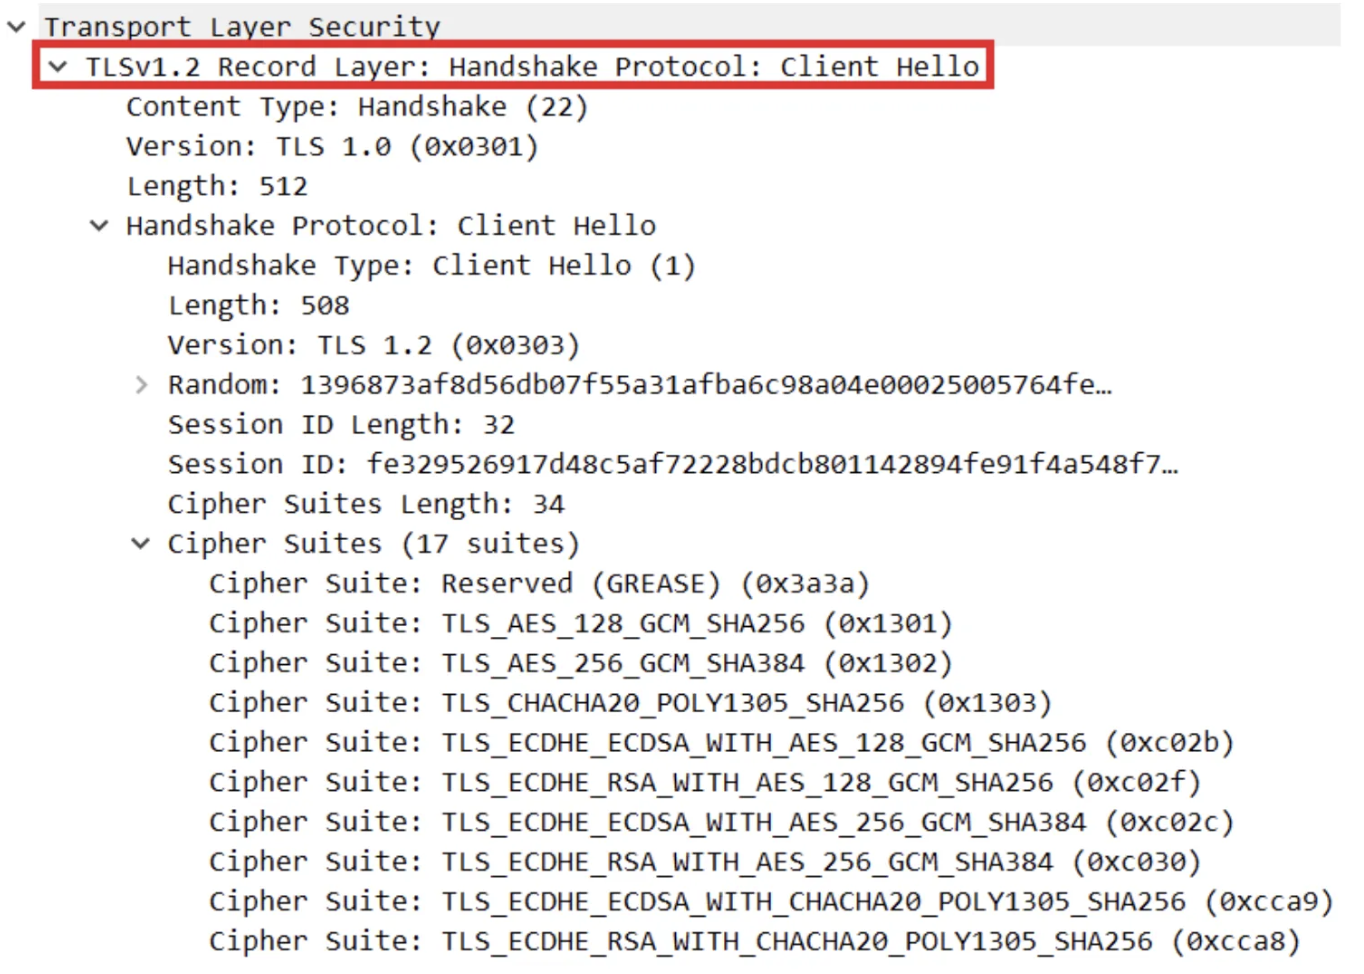 Transport Layer Security
TLSv1.2 Record Layer: Handshake Protocol: Client Hello
Content Type: Handshake (22)
Version: TLS 1.0 (0x0301)
Length: 512
Handshake Protocol: Client Hello
Handshake Type: Client Hello (1)
Length: 508
Version: TLS 1.2 (0x0303)
Random: 1396873af8d56db07f55a31afba6c98a04e00025005764fe…
Session ID Length: 32
Session ID: fe329526917d48c5af72228bdcb801142894fe91f4a548f7…
Cipher Suites Length: 34
Cipher Suites (17 suites)
Cipher Suite: Reserved (GREASE) (0x3a3a)
Cipher Suite: TLS_AES_128_GCM_SHA256 (0x1301)
Cipher Suite: TLS_AES_256_GCM_SHA384 (0x1302)
Cipher Suite: TLS_CHACHA20_POLY1305_SHA256 (0x1303)
Cipher Suite: TLS_ECDHE_ECDSA_WITH_AES_128_GCM_SHA256 (0xc02b)
Cipher Suite: TLS_ECDHE_RSA_WITH_AES_128_GCM_SHA256 (0xc02f)
Cipher Suite: TLS_ECDHE_ECDSA_WITH_AES_256_GCM_SHA384 (0xc02c)
Cipher Suite: TLS_ECDHE_RSA_WITH_AES_256_GCM_SHA384 (0xc030)
Cipher Suite: TLS_ECDHE_ECDSA_WITH_CHACHA20_POLY1305_SHA256 (0xcca9)
Cipher Suite: TLS_ECDHE_RSA_WITH_CHACHA20_POLY1305_SHA256 (0xcca8)